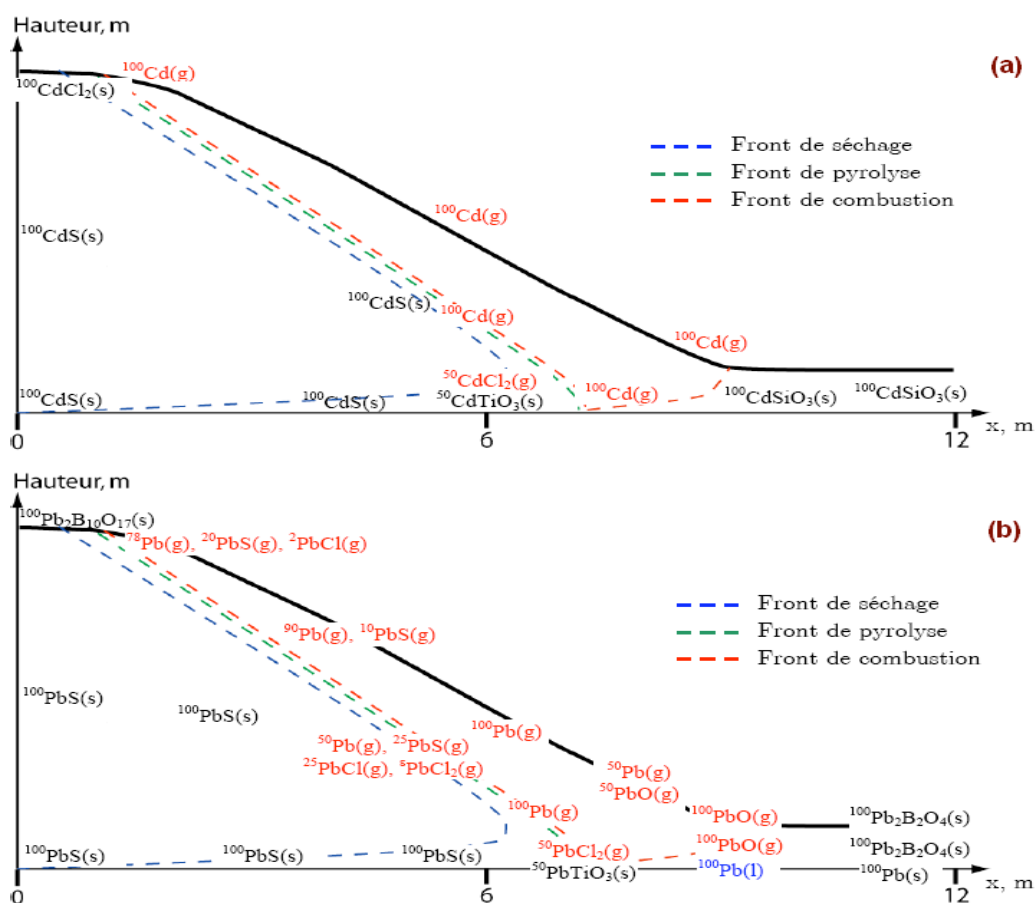 Hauteur, m
(a)
¹⁰⁰Cd(g)
¹⁰⁰CdCl₂(s)
Front de séchage
Front de pyrolyse
Front de combustion
¹⁰⁰Cd(g)
¹⁰⁰CdS(s)
¹⁰⁰CdS(s)
¹⁰⁰Cd(g)
¹⁰⁰Cd(g)
⁵⁰CdCl₂(g)
¹⁰⁰CdS(s) ¹⁰⁰CdS(s) ⁵⁰CdTiO₃(s) ¹⁰⁰Cd(g) ¹⁰⁰CdSiO₃(s) ¹⁰⁰CdSiO₃(s)
x, m
0 6 12
Hauteur, m
¹⁰⁰Pb₂B₁₀O₁₇(s)
(b)
⁷⁸Pb(g), ²⁰PbS(g), ²PbCl(g)
Front de séchage
Front de pyrolyse
Front de combustion
⁹⁰Pb(g), ¹⁰PbS(g)
¹⁰⁰PbS(s)
¹⁰⁰PbS(s)
¹⁰⁰Pb(g)
⁵⁰Pb(g), ²⁵PbS(g)
²⁵PbCl(g), ⁸PbCl₂(g)
⁵⁰Pb(g)
⁵⁰PbO(g)
¹⁰⁰Pb(g) ¹⁰⁰PbO(g) ¹⁰⁰Pb₂B₂O₄(s)
⁵⁰PbCl₂(g) ¹⁰⁰PbO(g) ¹⁰⁰Pb₂B₂O₄(s)
¹⁰⁰PbS(s) ¹⁰⁰PbS(s) ¹⁰⁰PbS(s) ⁵⁰PbTiO₃(s) ¹⁰⁰Pb(l) ¹⁰⁰Pb(s)
x, m
0 6 12